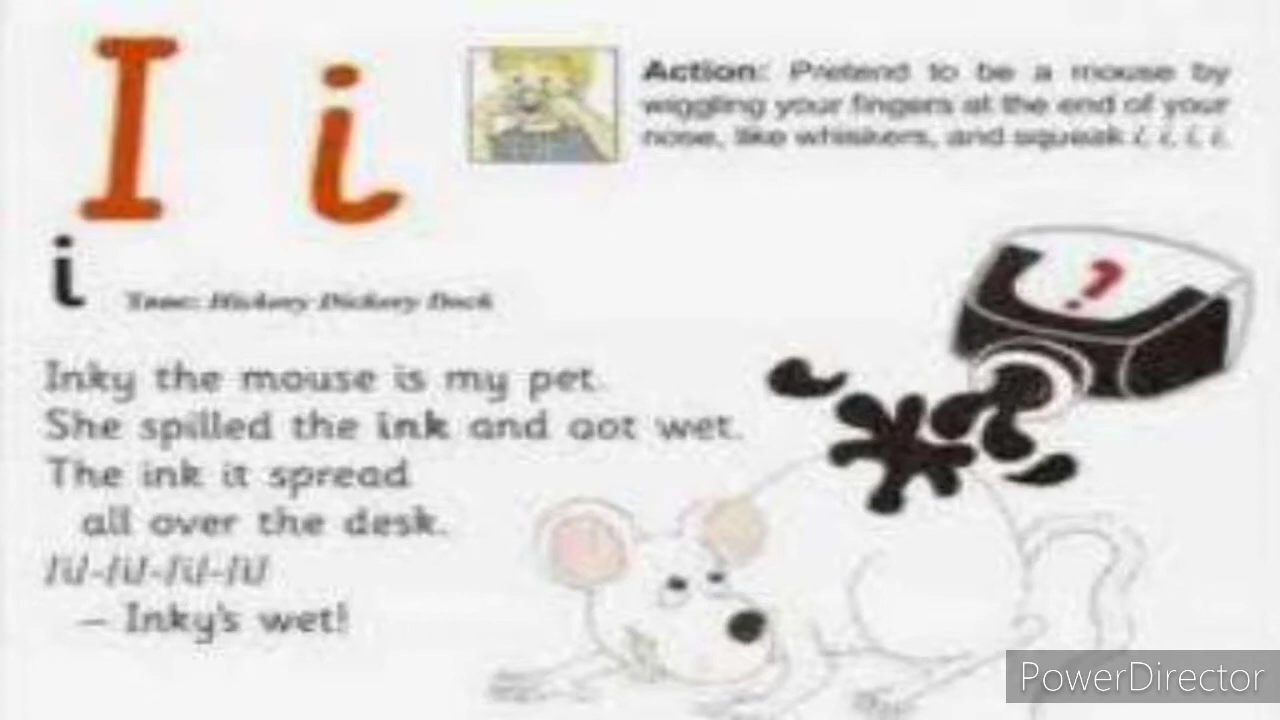 I i
Action: Pretend to be a mouse by
wiggling your fingers at the end of your
nose, like whiskers, and squeak i, i, i, i.
?
i
Tune: Hickory Dickory Dock
Inky the mouse is my pet.
She spilled the ink and got wet.
The ink it spread
all over the desk.
/i/-/i/-/i/-/i/
– Inky's wet!
PowerDirector